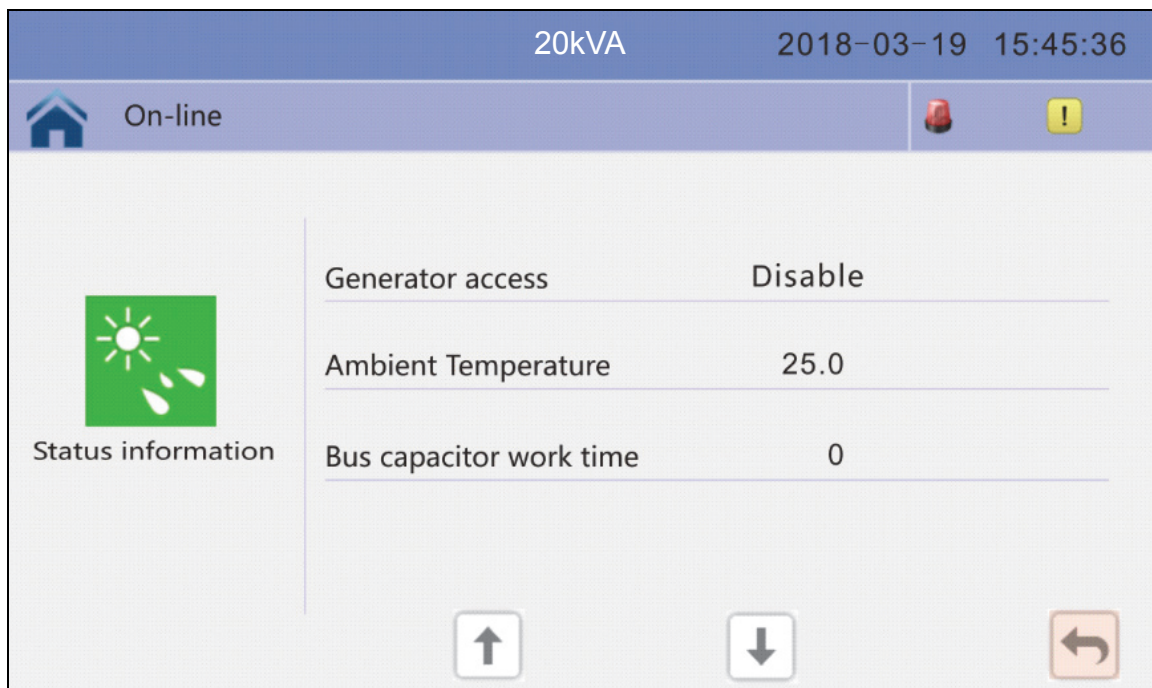 20kVA 2018-03-19 15:45:36
On-line !
Generator access Disable
Ambient Temperature 25.0
Status information
Bus capacitor work time 0